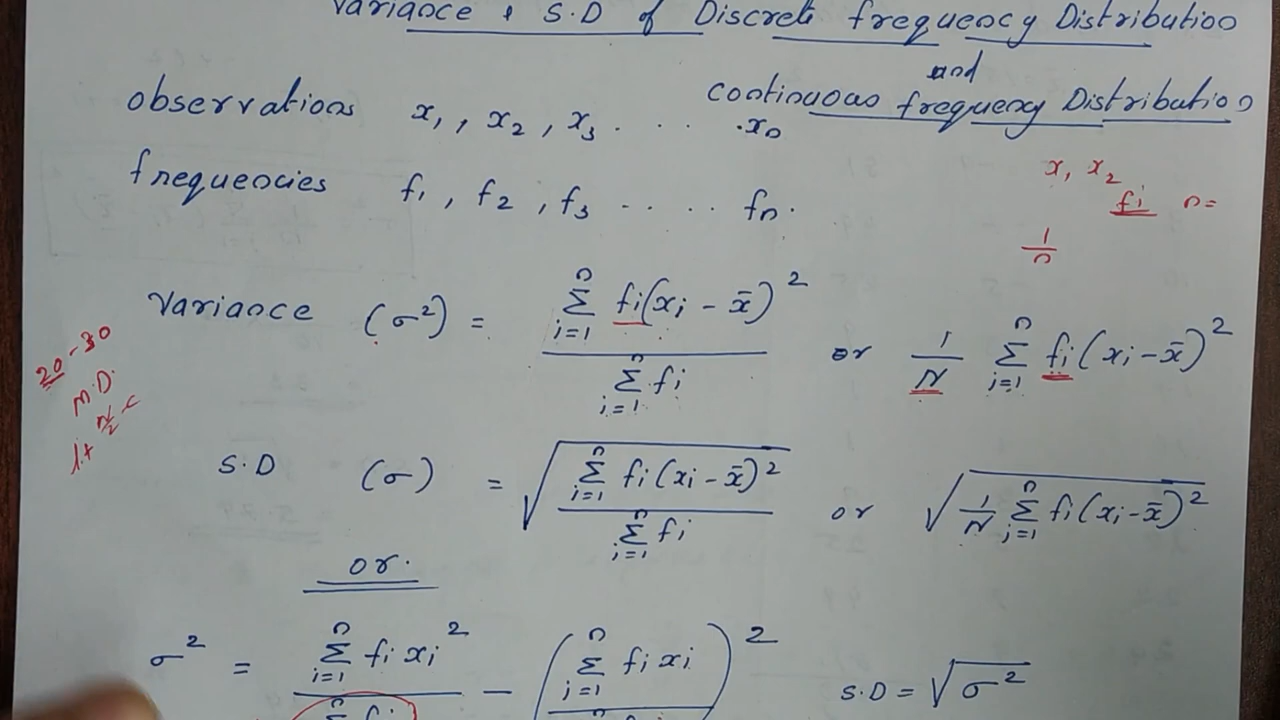 Variance & S.D of Discrete frequency Distribution
and
continuous frequency Distribution
observations x₁, x₂, x₃ . . . . xₙ
frequencies f₁, f₂, f₃ . . . . . fₙ.
x₁ x₂
fi n=
1/n
Variance (σ²) = Σⁿᵢ₌₁ fi(xi - x̄)² / Σⁿᵢ₌₁ fi or 1/N Σⁿᵢ₌₁ fi(xi - x̄)²
20-30
M.D.
S.D (σ) = √(Σⁿᵢ₌₁ fi(xi - x̄)² / Σⁿᵢ₌₁ fi) or √(1/N Σⁿᵢ₌₁ fi(xi - x̄)²)
or.
σ² = Σⁿᵢ₌₁ fi xi² / Σ fi - (Σⁿᵢ₌₁ fi xi / Σ fi)² S.D = √σ²